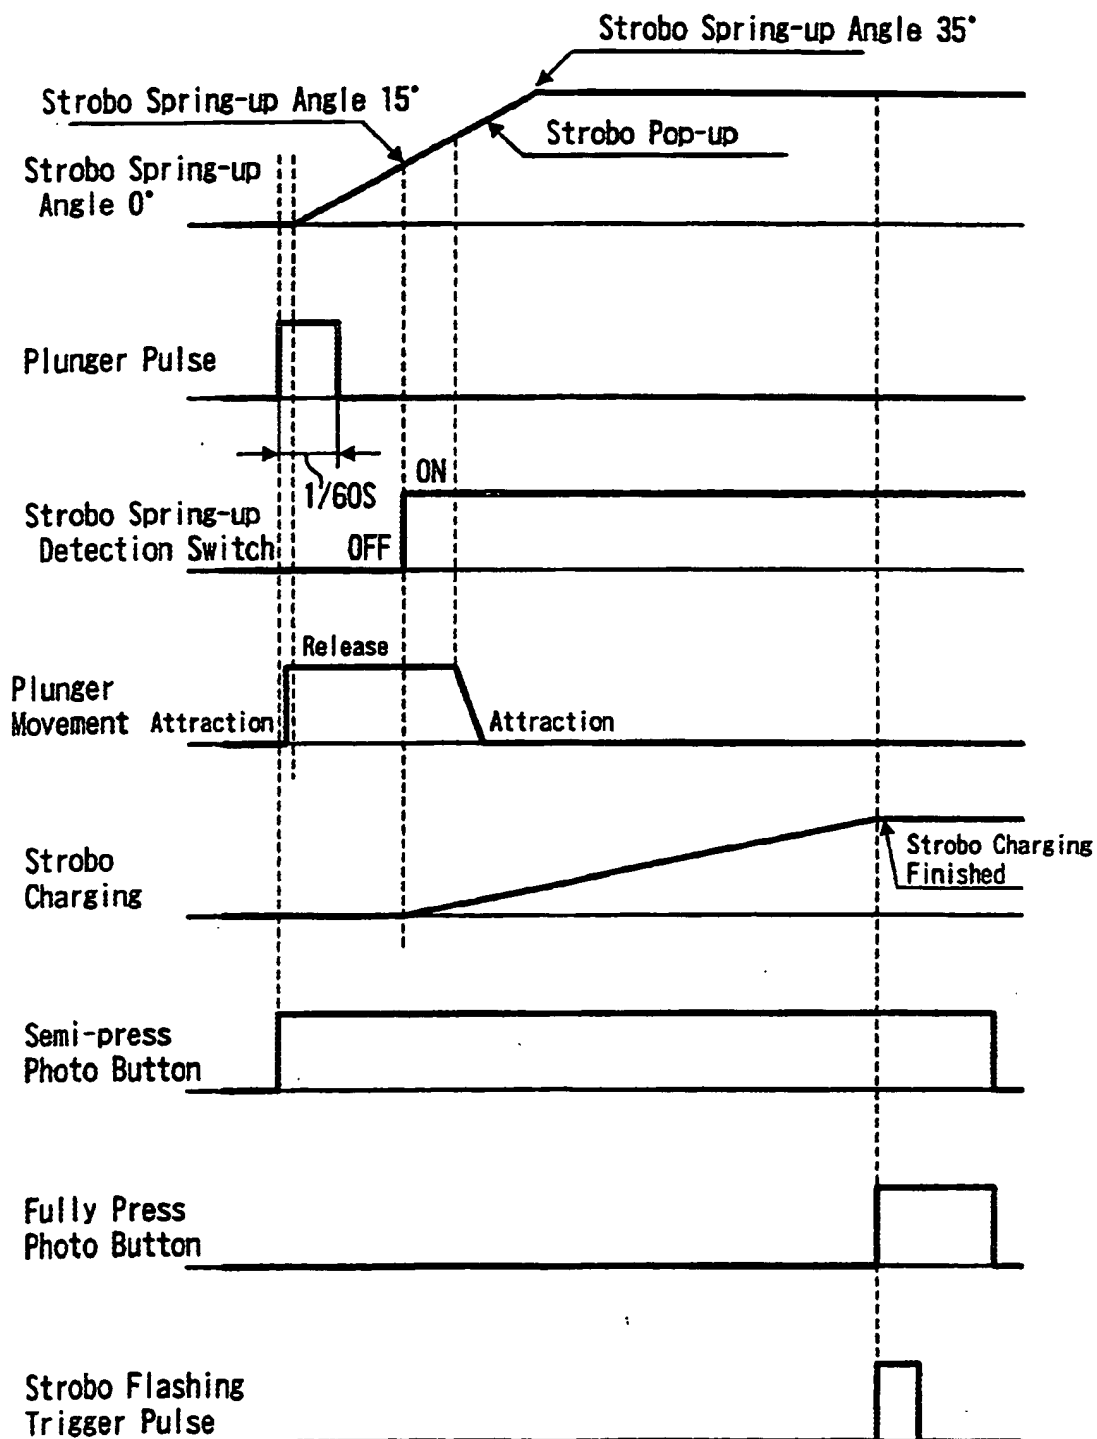 Strobo Spring-up Angle 35°
Strobo Spring-up Angle 15°
Strobo Pop-up
Strobo Spring-up
Angle 0°
Plunger Pulse
1/60S
ON
Strobo Spring-up
Detection Switch
OFF
Release
Plunger
Movement
Attraction
Attraction
Strobo
Charging
Strobo Charging
Finished
Semi-press
Photo Button
Fully Press
Photo Button
Strobo Flashing
Trigger Pulse